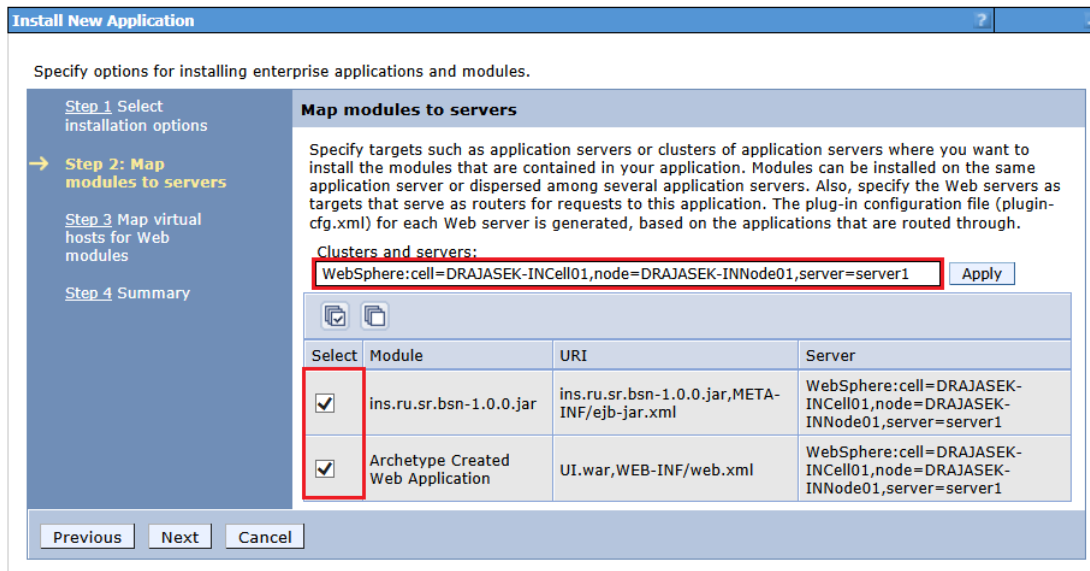 Install New Application
?
Specify options for installing enterprise applications and modules.
Step 1 Select
installation options
Step 2: Map
modules to servers
Step 3 Map virtual
hosts for Web
modules
Step 4 Summary
Map modules to servers
Specify targets such as application servers or clusters of application servers where you want to
install the modules that are contained in your application. Modules can be installed on the same
application server or dispersed among several application servers. Also, specify the Web servers as
targets that serve as routers for requests to this application. The plug-in configuration file (plugin-
cfg.xml) for each Web server is generated, based on the applications that are routed through.
Clusters and servers:
WebSphere:cell=DRAJASEK-INCell01,node=DRAJASEK-INNode01,server=server1
Apply
Select Module URI Server
ins.ru.sr.bsn-1.0.0.jar
ins.ru.sr.bsn-1.0.0.jar,META-
INF/ejb-jar.xml
WebSphere:cell=DRAJASEK-
INCell01,node=DRAJASEK-
INNode01,server=server1
Archetype Created
Web Application
UI.war,WEB-INF/web.xml
WebSphere:cell=DRAJASEK-
INCell01,node=DRAJASEK-
INNode01,server=server1
Previous Next Cancel